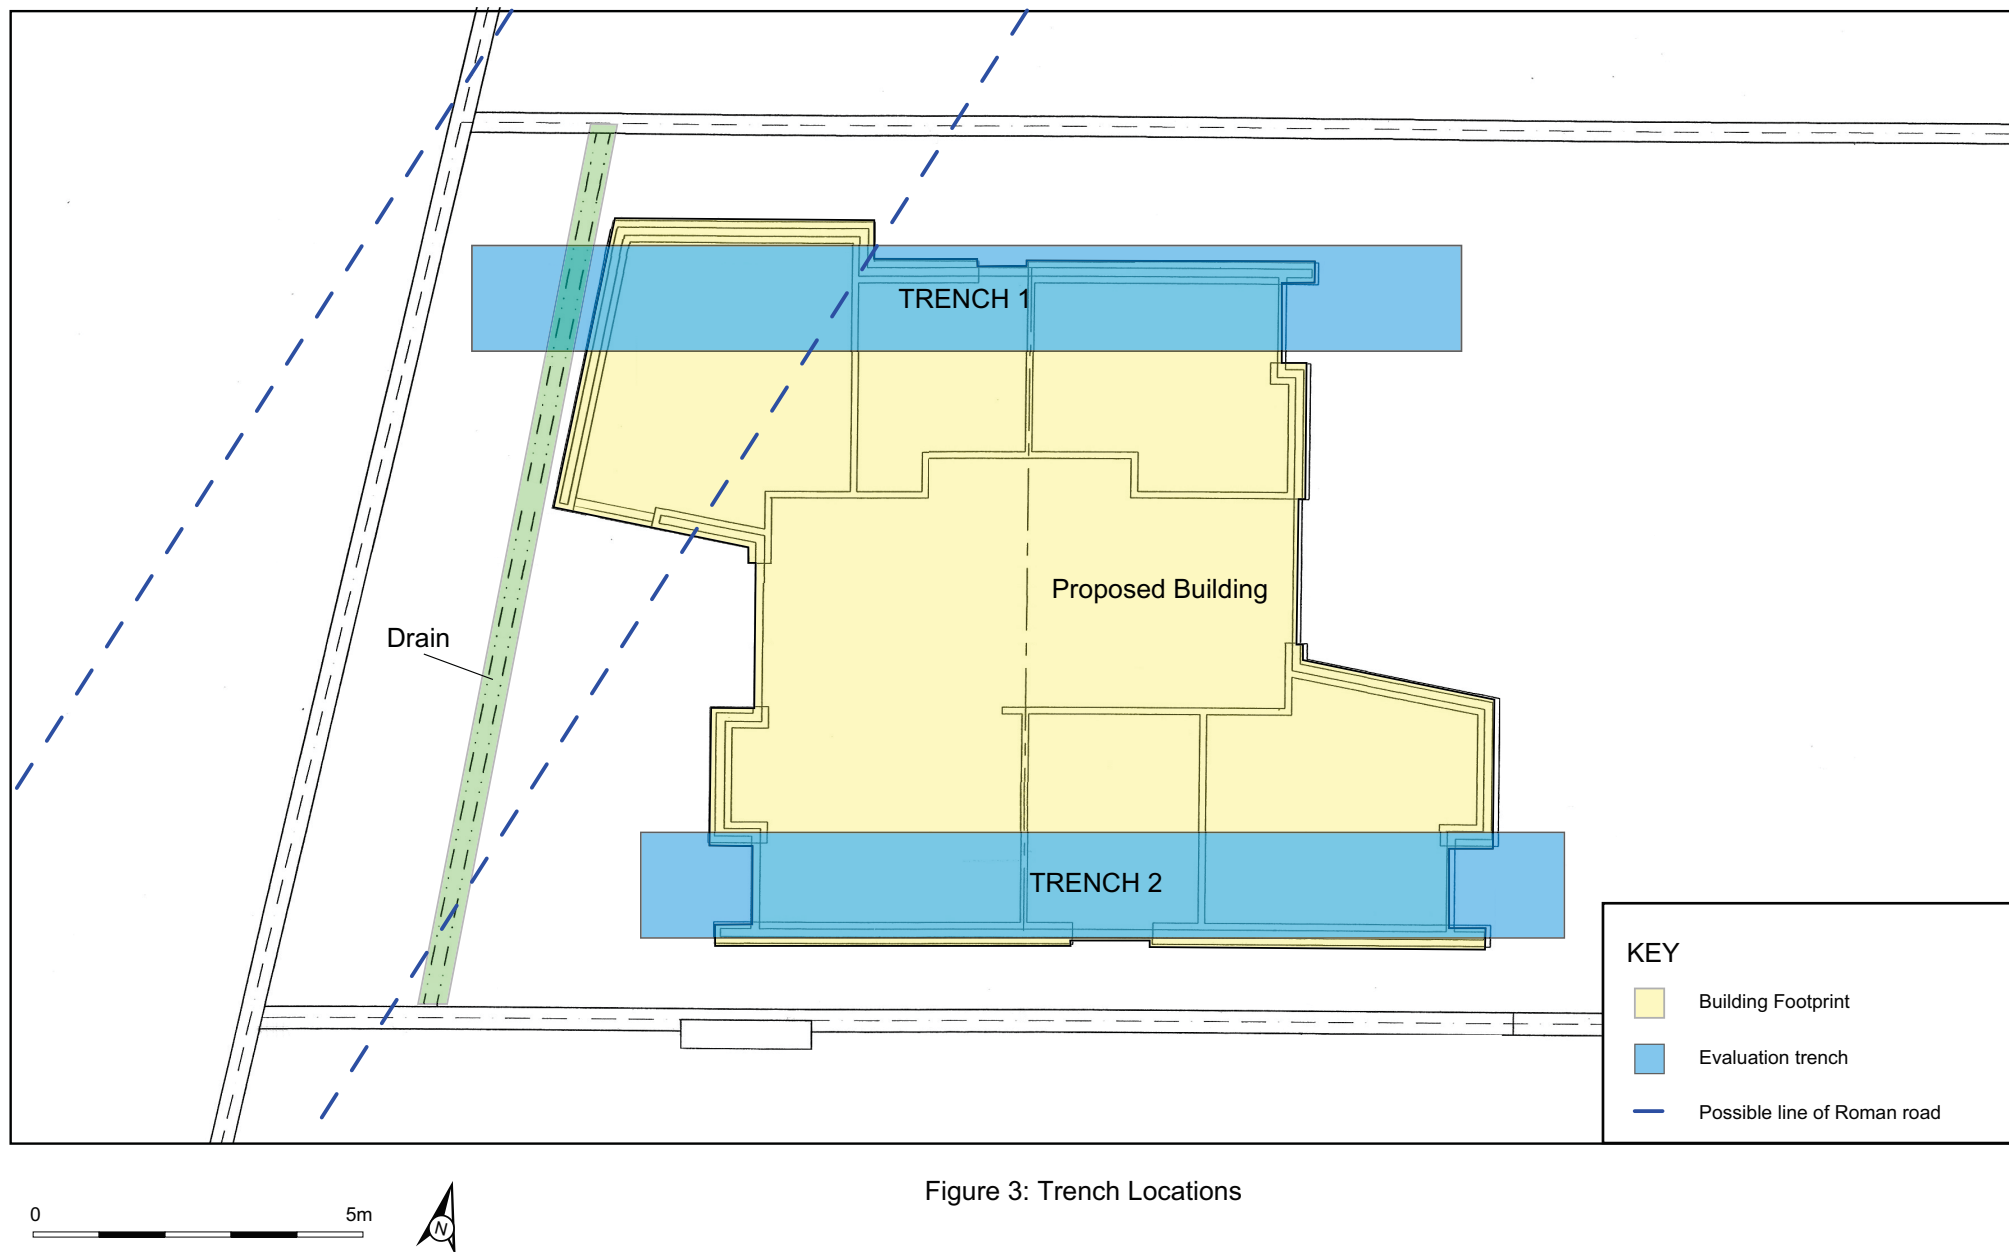 TRENCH 1
Proposed Building
Drain
TRENCH 2
KEY
Building Footprint
Evaluation trench
Possible line of Roman road
Figure 3: Trench Locations
0 5m
N